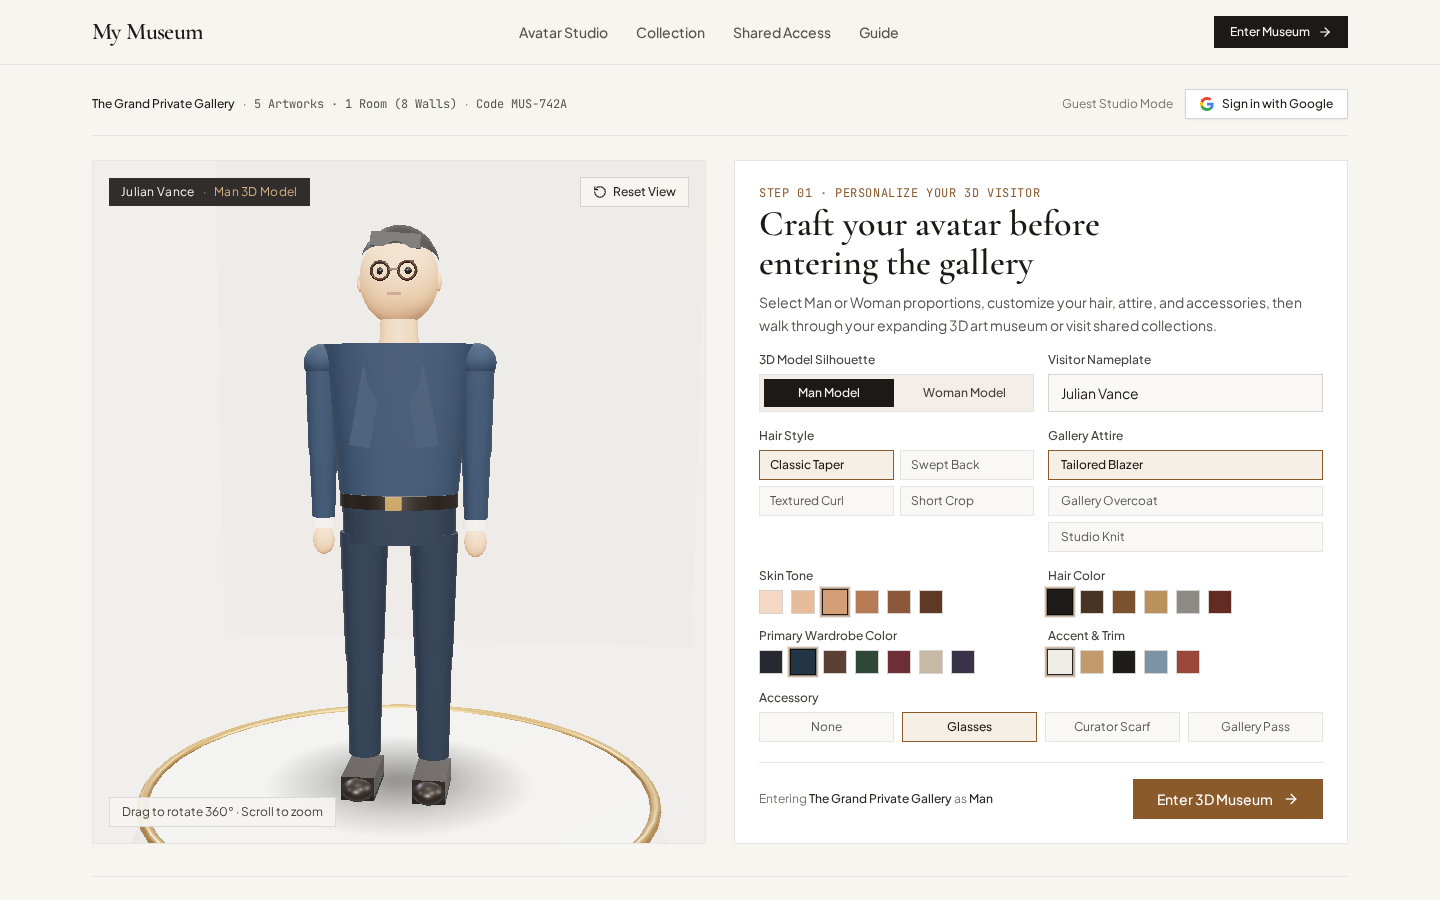 My Museum
Avatar Studio
Collection
Shared Access
Guide
Enter Museum
The Grand Private Gallery · 5 Artworks · 1 Room (8 Walls) · Code MUS-742A
Guest Studio Mode
Sign in with Google
Julian Vance · Man 3D Model
Reset View
Drag to rotate 360° · Scroll to zoom
STEP 01 · PERSONALIZE YOUR 3D VISITOR
Craft your avatar before
entering the gallery
Select Man or Woman proportions, customize your hair, attire, and accessories, then
walk through your expanding 3D art museum or visit shared collections.
3D Model Silhouette
Man Model
Woman Model
Visitor Nameplate
Julian Vance
Hair Style
Classic Taper
Swept Back
Textured Curl
Short Crop
Gallery Attire
Tailored Blazer
Gallery Overcoat
Studio Knit
Skin Tone
Hair Color
Primary Wardrobe Color
Accent & Trim
Accessory
None
Glasses
Curator Scarf
Gallery Pass
Entering The Grand Private Gallery as Man
Enter 3D Museum